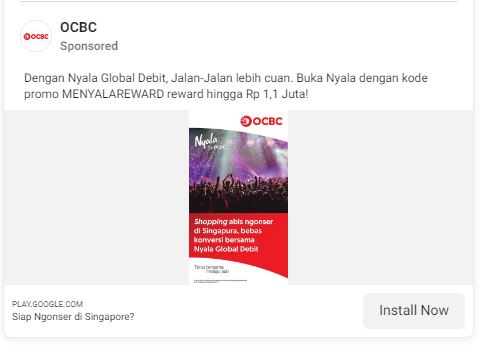 OCBC
OCBC
Sponsored
Dengan Nyala Global Debit, Jalan-Jalan lebih cuan. Buka Nyala dengan kode
promo MENYALAREWARD reward hingga Rp 1,1 Juta!
OCBC
Nyala
OCBC
Shopping abis ngonser
di Singapura, bebas
konversi bersama
Nyala Global Debit
Terus bersama
melaju jauh
PLAY.GOOGLE.COM
Siap Ngonser di Singapore?
Install Now